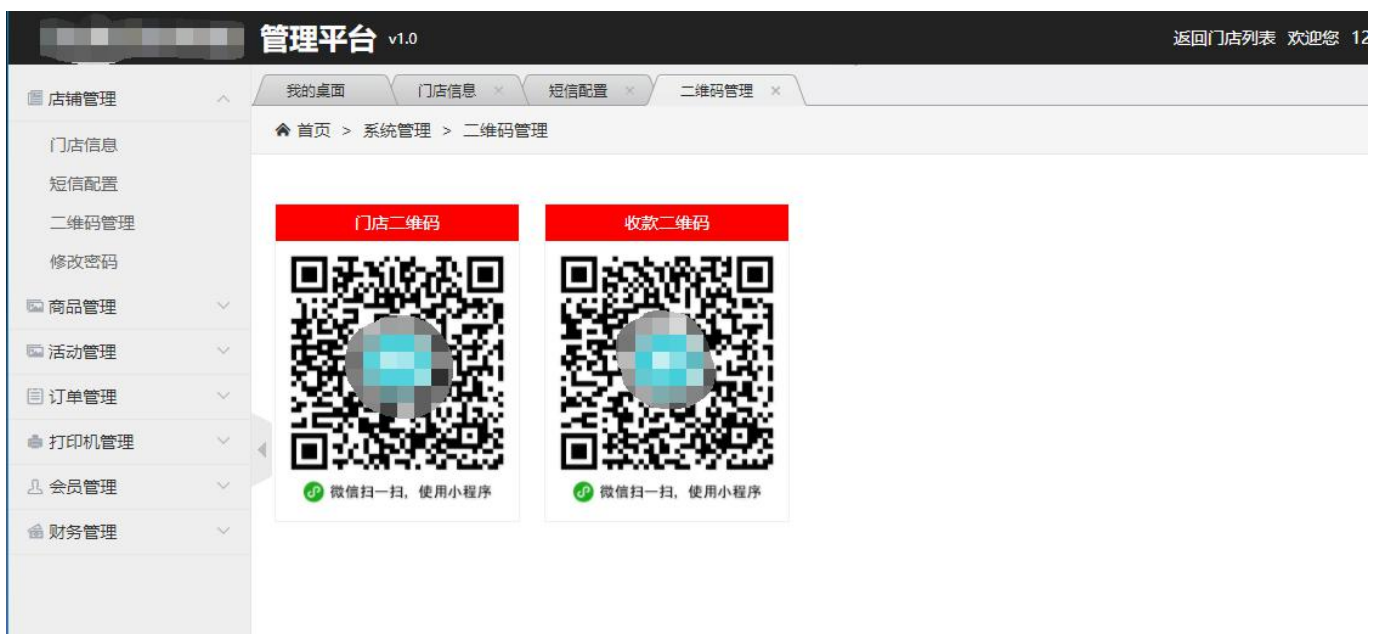 管理平台 v1.0
返回门店列表 欢迎您 12
店铺管理
门店信息
短信配置
二维码管理
修改密码
商品管理
活动管理
订单管理
打印机管理
会员管理
财务管理
我的桌面 门店信息 × 短信配置 × 二维码管理 ×
首页 > 系统管理 > 二维码管理
门店二维码
微信扫一扫，使用小程序
收款二维码
微信扫一扫，使用小程序